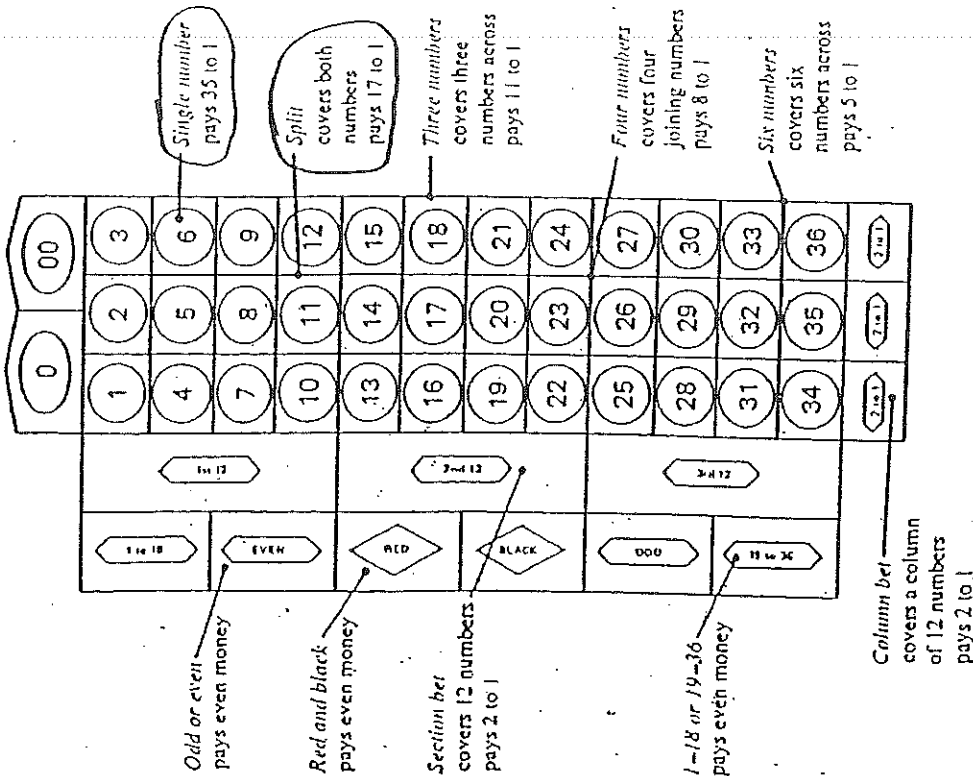 0 00
1 2 3
4 5 6
7 8 9
10 11 12
13 14 15
16 17 18
19 20 21
22 23 24
25 26 27
28 29 30
31 32 33
34 35 36
2 to 1 2 to 1 2 to 1
1st 12
2nd 12
3rd 12
1 to 18
EVEN
RED
BLACK
ODD
19 to 36
Single number
pays 35 to 1
Split
covers both
numbers
pays 17 to 1
Three numbers
covers three
numbers across
pays 11 to 1
Four numbers
covers four
joining numbers
pays 8 to 1
Six numbers
covers six
numbers across
pays 5 to 1
Odd or even
pays even money
Red and black
pays even money
Section bet
covers 12 numbers
pays 2 to 1
1-18 or 19-36
pays even money
Column bet
covers a column
of 12 numbers
pays 2 to 1